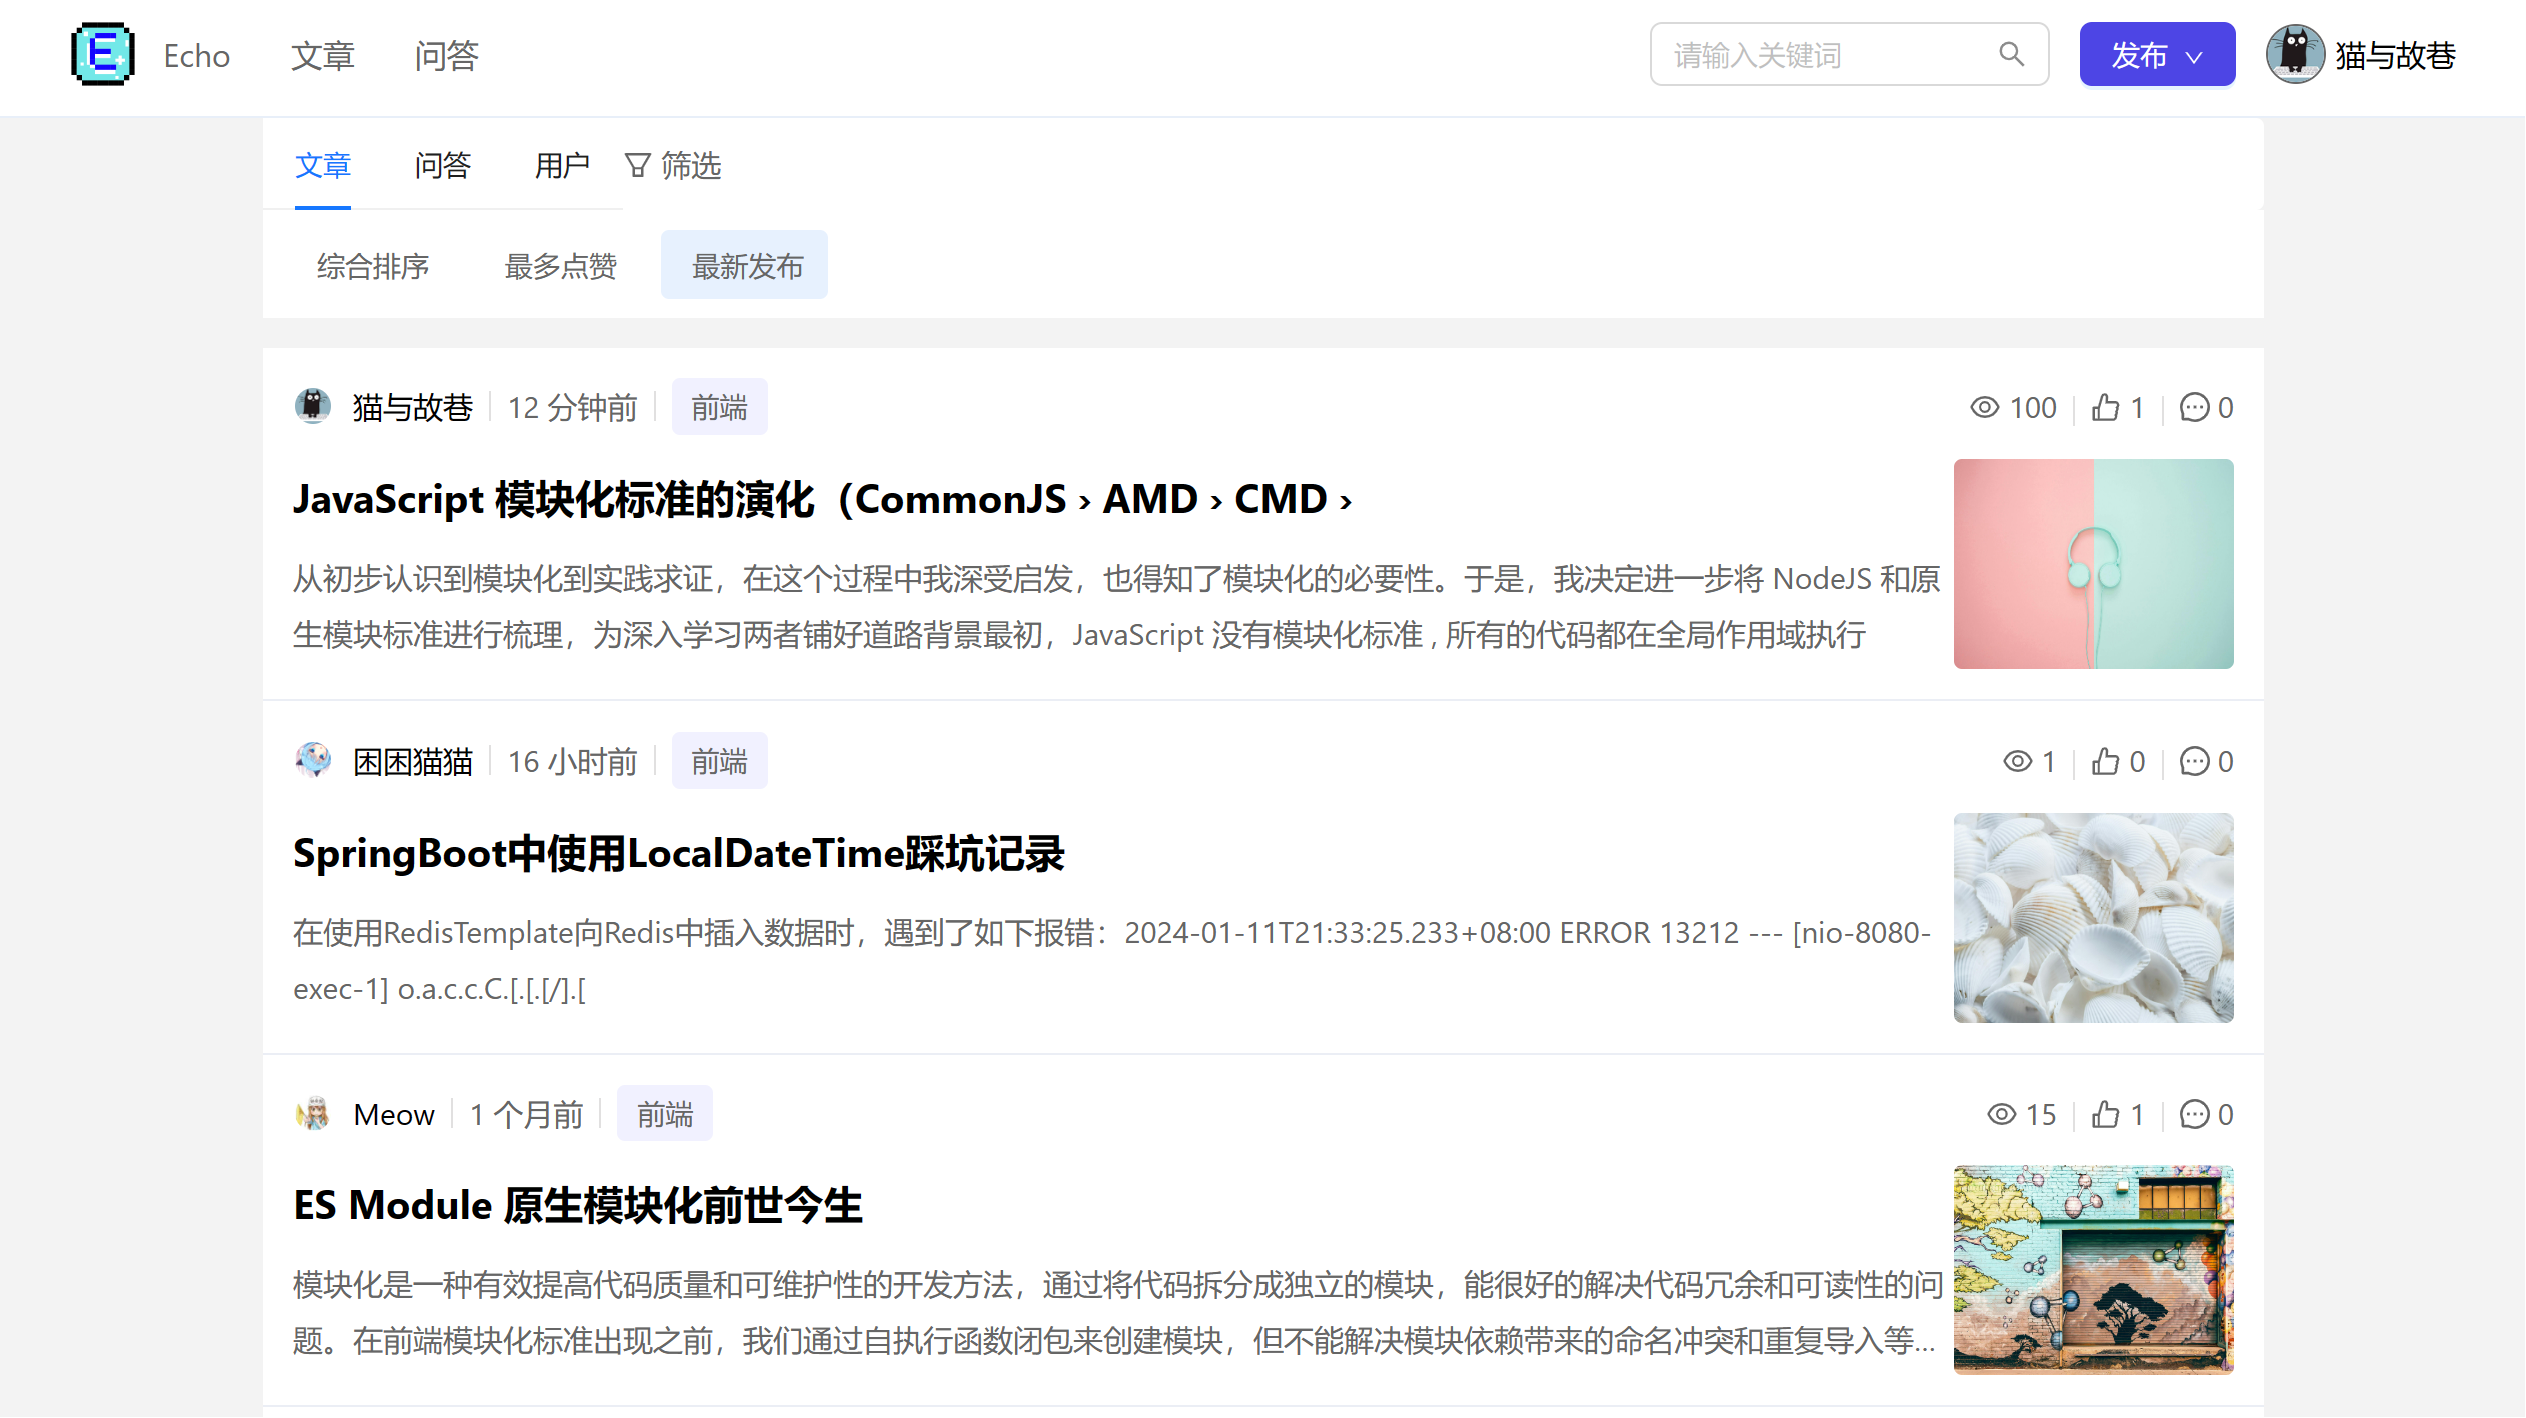 E Echo 文章 问答 请输入关键词 发布 猫与故巷
文章 问答 用户 筛选
综合排序 最多点赞 最新发布
猫与故巷 12 分钟前 前端 100 1 0
JavaScript 模块化标准的演化（CommonJS › AMD › CMD ›
从初步认识到模块化到实践求证，在这个过程中我深受启发，也得知了模块化的必要性。于是，我决定进一步将 NodeJS 和原
生模块标准进行梳理，为深入学习两者铺好道路背景最初，JavaScript 没有模块化标准 , 所有的代码都在全局作用域执行
困困猫猫 16 小时前 前端 1 0 0
SpringBoot中使用LocalDateTime踩坑记录
在使用RedisTemplate向Redis中插入数据时，遇到了如下报错：2024-01-11T21:33:25.233+08:00 ERROR 13212 --- [nio-8080-
exec-1] o.a.c.c.C.[.[.[/].[
Meow 1 个月前 前端 15 1 0
ES Module 原生模块化前世今生
模块化是一种有效提高代码质量和可维护性的开发方法，通过将代码拆分成独立的模块，能很好的解决代码冗余和可读性的问
题。在前端模块化标准出现之前，我们通过自执行函数闭包来创建模块，但不能解决模块依赖带来的命名冲突和重复导入等...